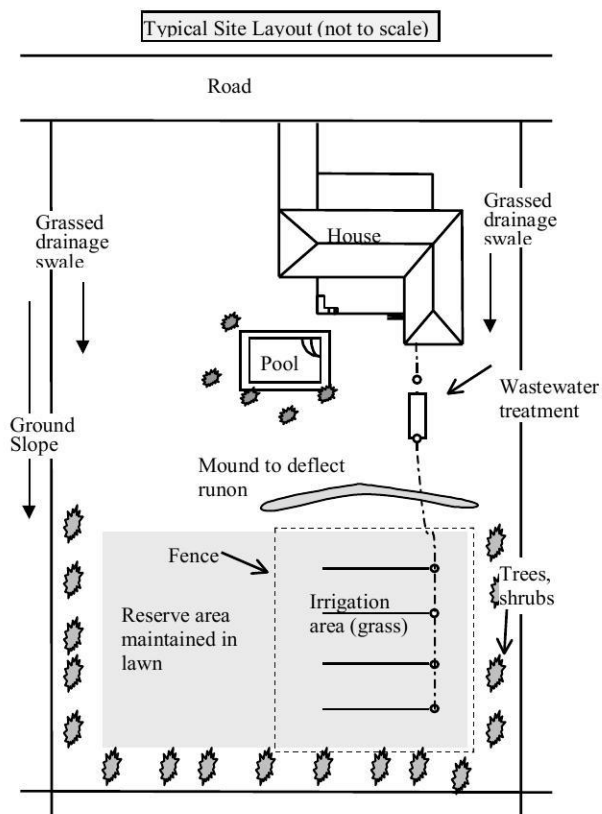 Typical Site Layout (not to scale)
Road
Grassed
drainage
swale
House
Grassed
drainage
swale
Pool
Wastewater
treatment
Ground
Slope
Mound to deflect
runon
Fence
Trees,
shrubs
Irrigation
area (grass)
Reserve area
maintained in
lawn